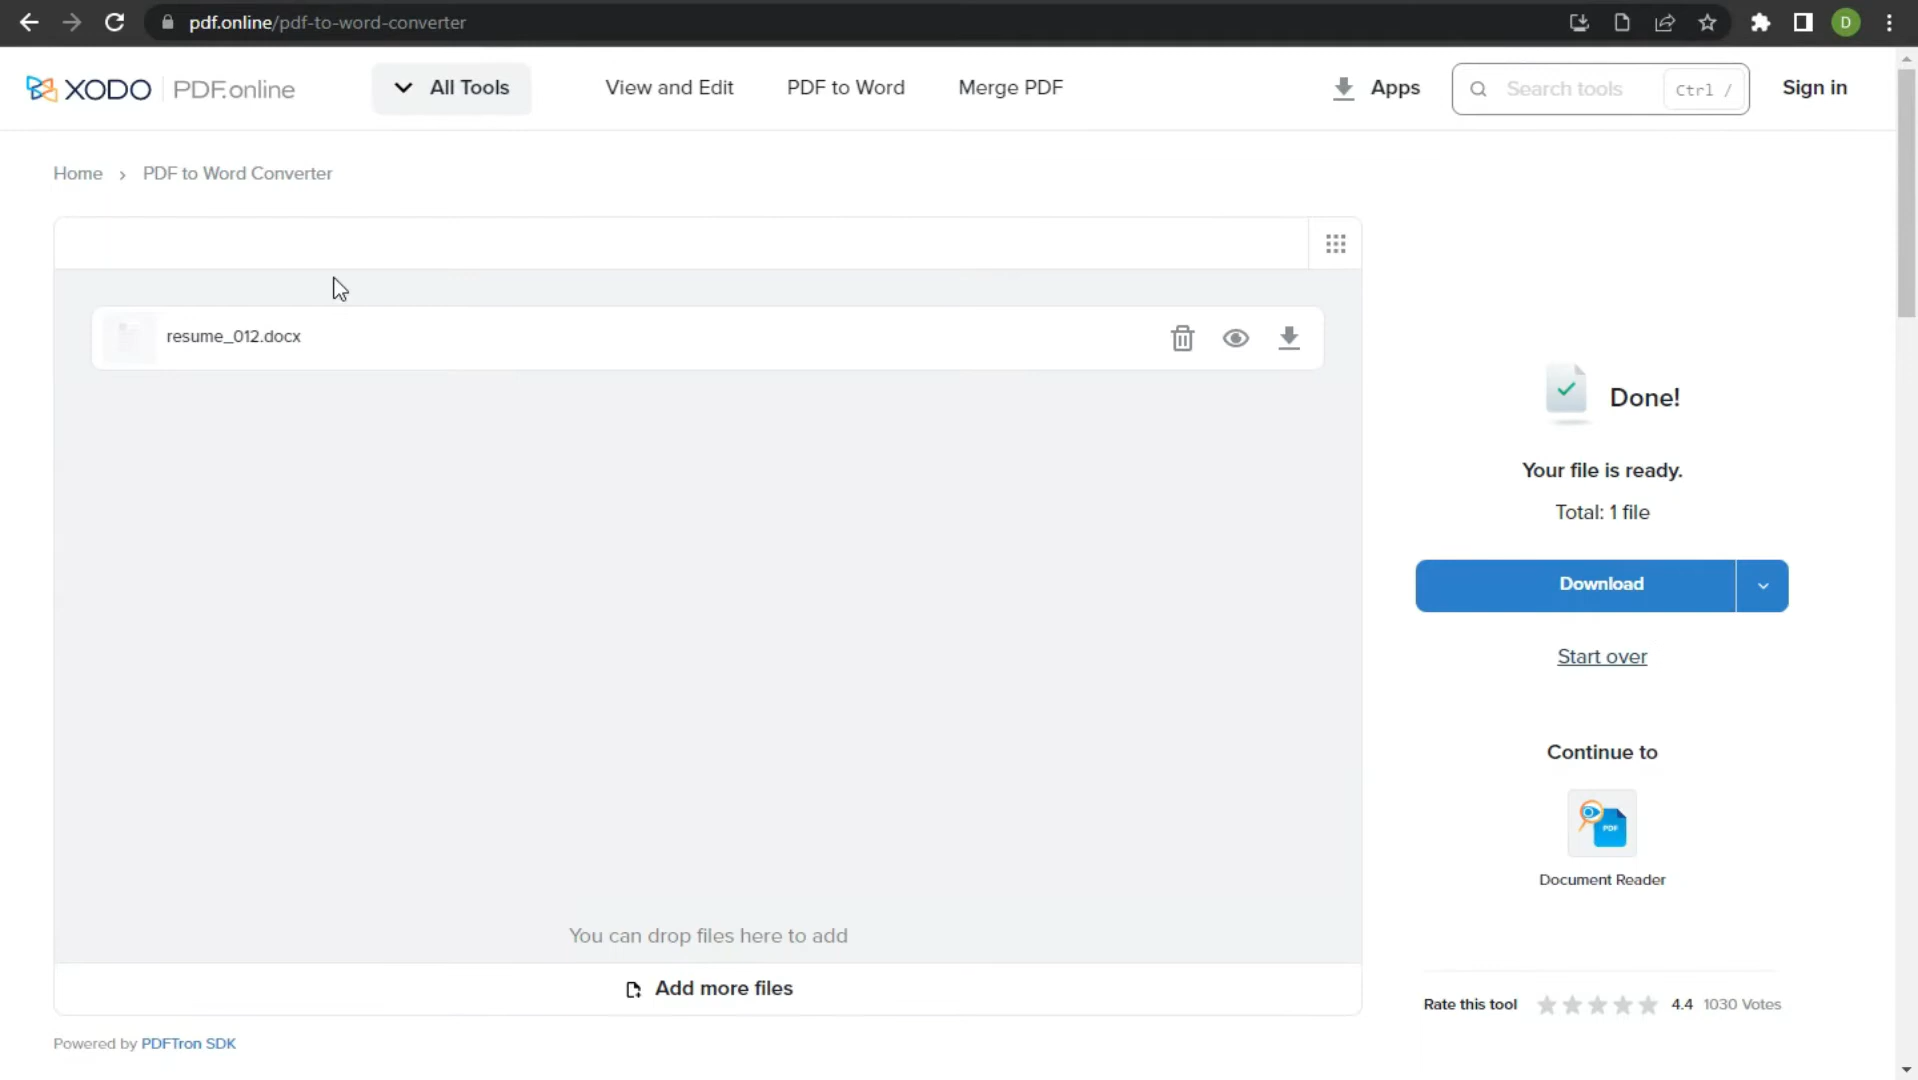 pdf.online/pdf-to-word-converter
D
XODO PDF.online
All Tools
View and Edit
PDF to Word
Merge PDF
Apps
Search tools
Ctrl /
Sign in
Home > PDF to Word Converter
resume_012.docx
Done!
Your file is ready.
Total: 1 file
Download
Start over
Continue to
PDF
Document Reader
You can drop files here to add
Add more files
Rate this tool 4.4 1030 Votes
Powered by PDFTron SDK